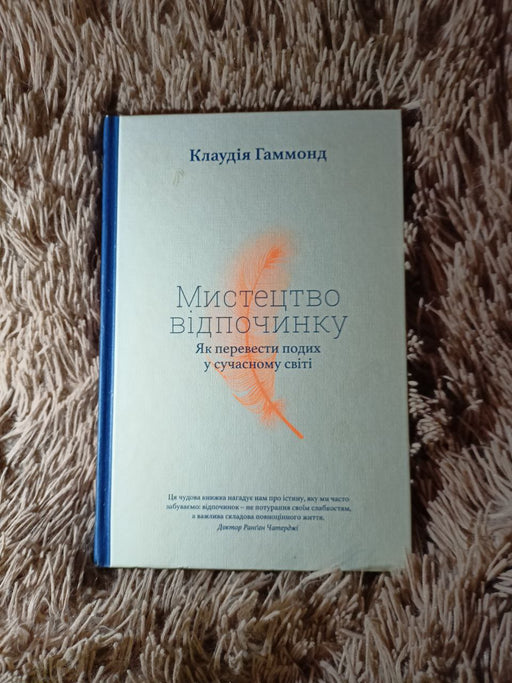 Клаудія Гаммонд
Мистецтво
відпочинку
Як перевести подих
у сучасному світі
Ця чудова книжка нагадує нам про істину, яку ми часто
забуваємо: відпочинок – не потурання своїм слабкостям,
а важлива складова повноцінного життя.
Доктор Ранґан Чатерджі